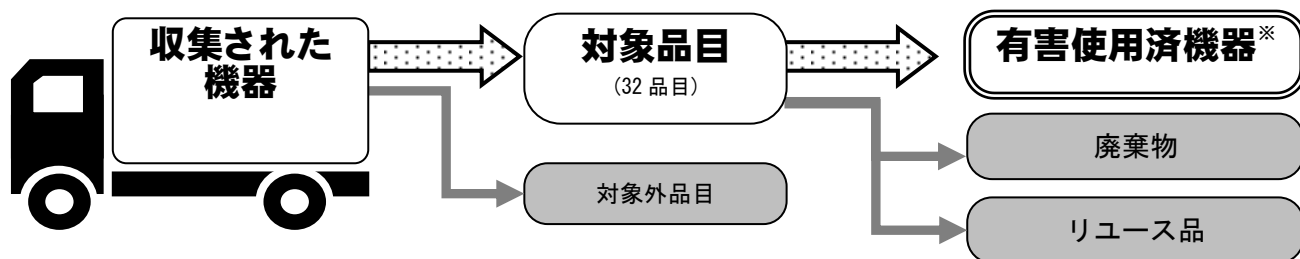 収集された
機器
対象品目
(32 品目)
有害使用済機器※
対象外品目
廃棄物
リユース品